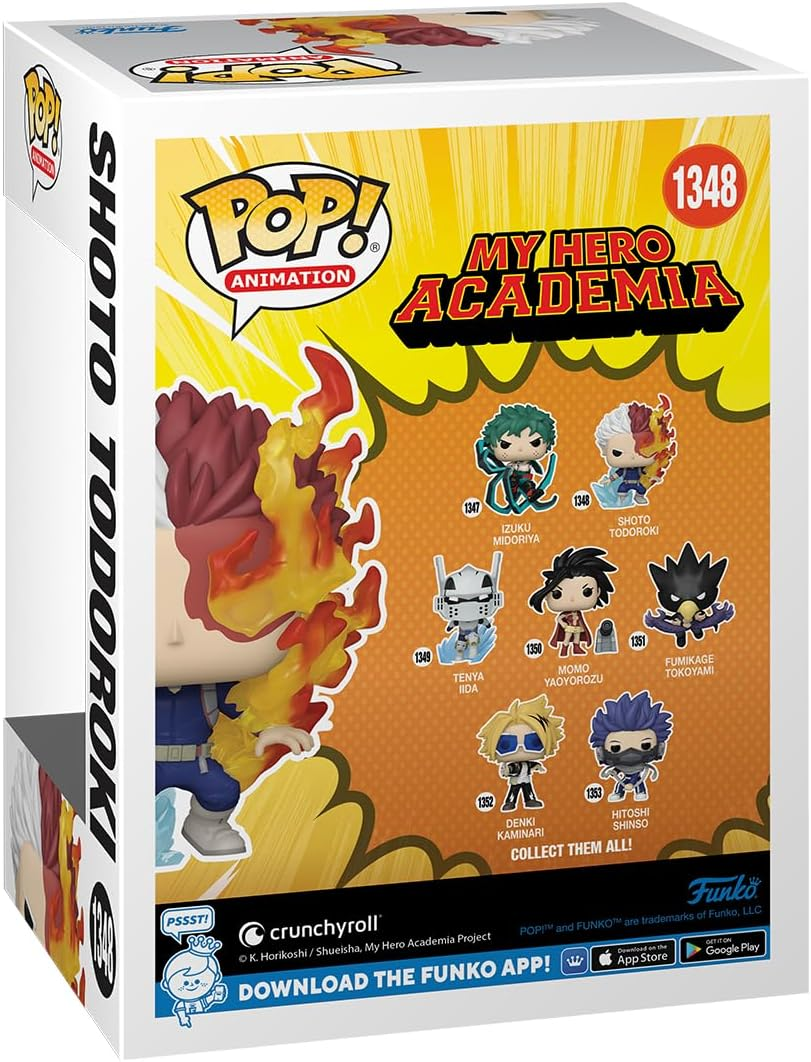 Funko
POP!
ANIMATION
POP!
ANIMATION
SHOTO TODOROKI
1348
POP!®
ANIMATION
1348
MY HERO
ACADEMIA
1347
IZUKU
MIDORIYA
1348
SHOTO
TODOROKI
1349
TENYA
IIDA
1350
MOMO
YAOYOROZU
1351
FUMIKAGE
TOKOYAMI
1352
DENKI
KAMINARI
1353
HITOSHI
SHINSO
COLLECT THEM ALL!
Funko
POP!™ and FUNKO™ are trademarks of Funko, LLC
PSSST!
crunchyroll®
© K. Horikoshi / Shueisha, My Hero Academia Project
DOWNLOAD THE FUNKO APP!
Download on the
App Store
GET IT ON
Google Play